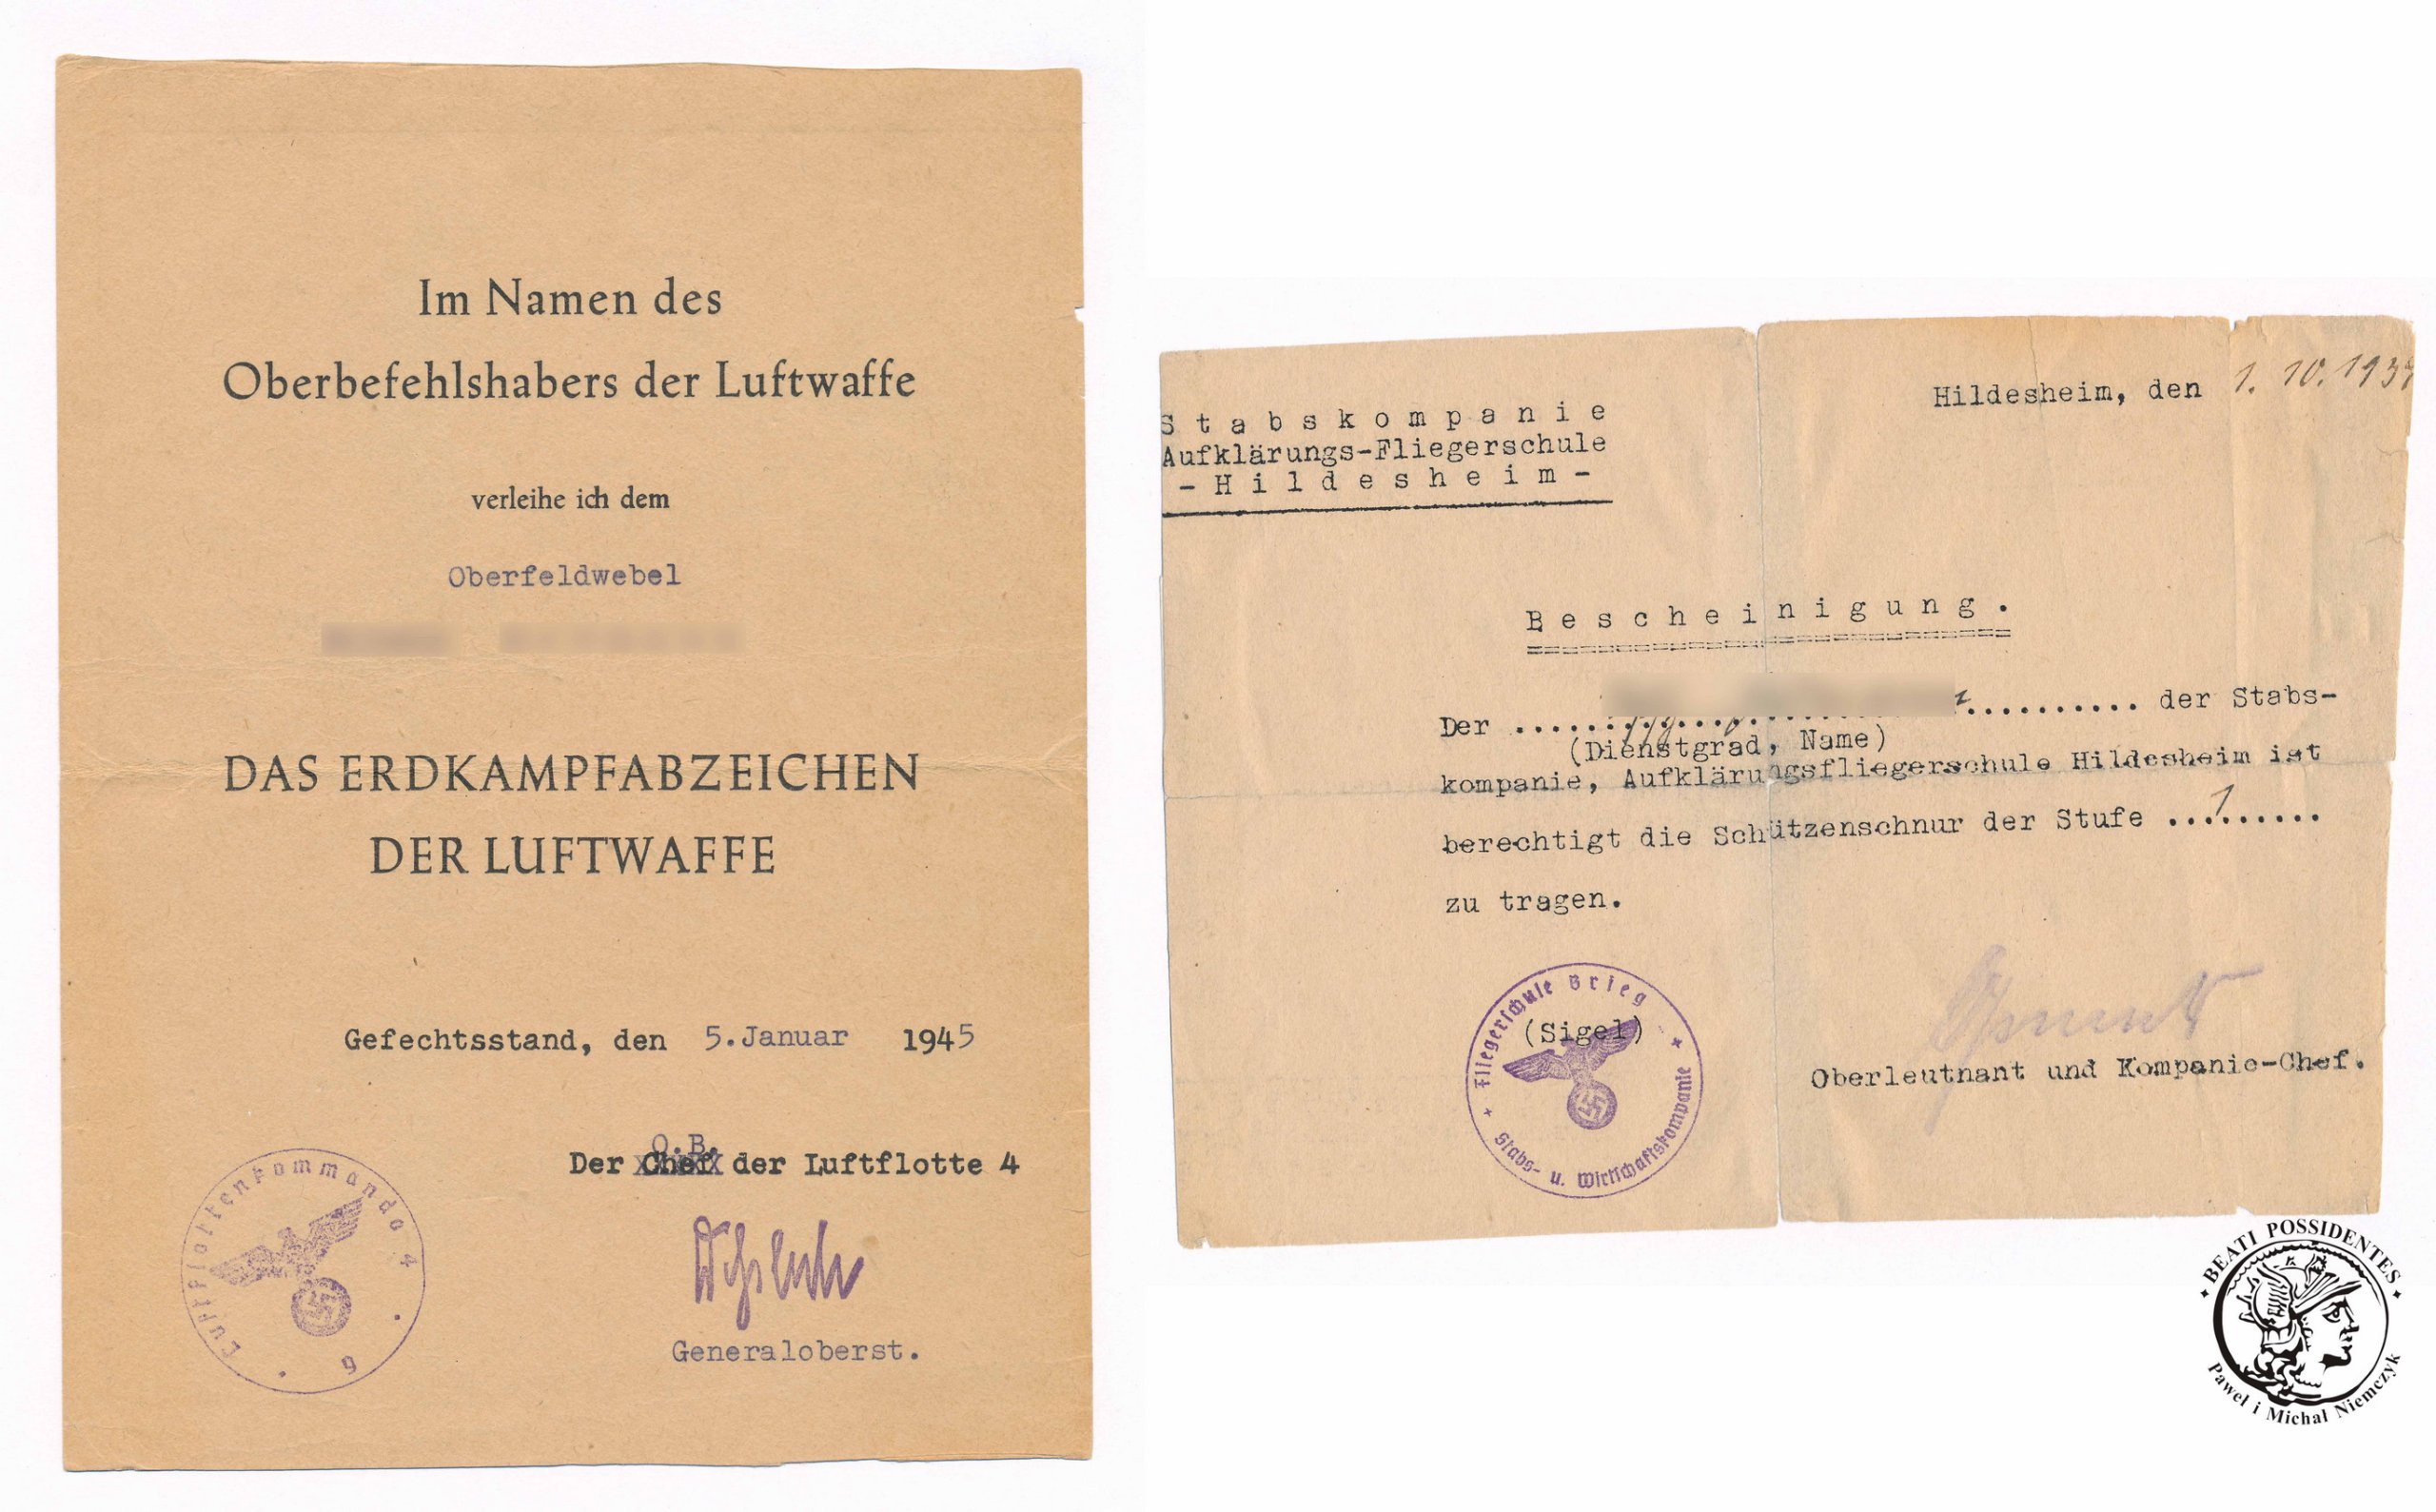 Im Namen des
Oberbefehlshabers der Luftwaffe
verleihe ich dem
Oberfeldwebel
DAS ERDKAMPFABZEICHEN
DER LUFTWAFFE
Gefechtsstand, den 5. Januar 1945
O.B.
Der Chef der Luftflotte 4
Generaloberst.
Luftflottenkommando 4
6
Stabskompanie
Aufklärungs-Fliegerschule
- Hildesheim -
Hildesheim, den 1. 10. 193
Bescheinigung.
Der .......... der Stabs-
(Dienstgrad, Name)
kompanie, Aufklärungsfliegerschule Hildesheim ist
berechtigt die Schützenschnur der Stufe ...1......
zu tragen.
(Sigel)
Fliegerschule Brieg
Stabs- u. Wirtschaftskompanie
Oberleutnant und Kompanie-Chef.
BEATI POSSIDENTES
Paweł i Michał Niemczyk